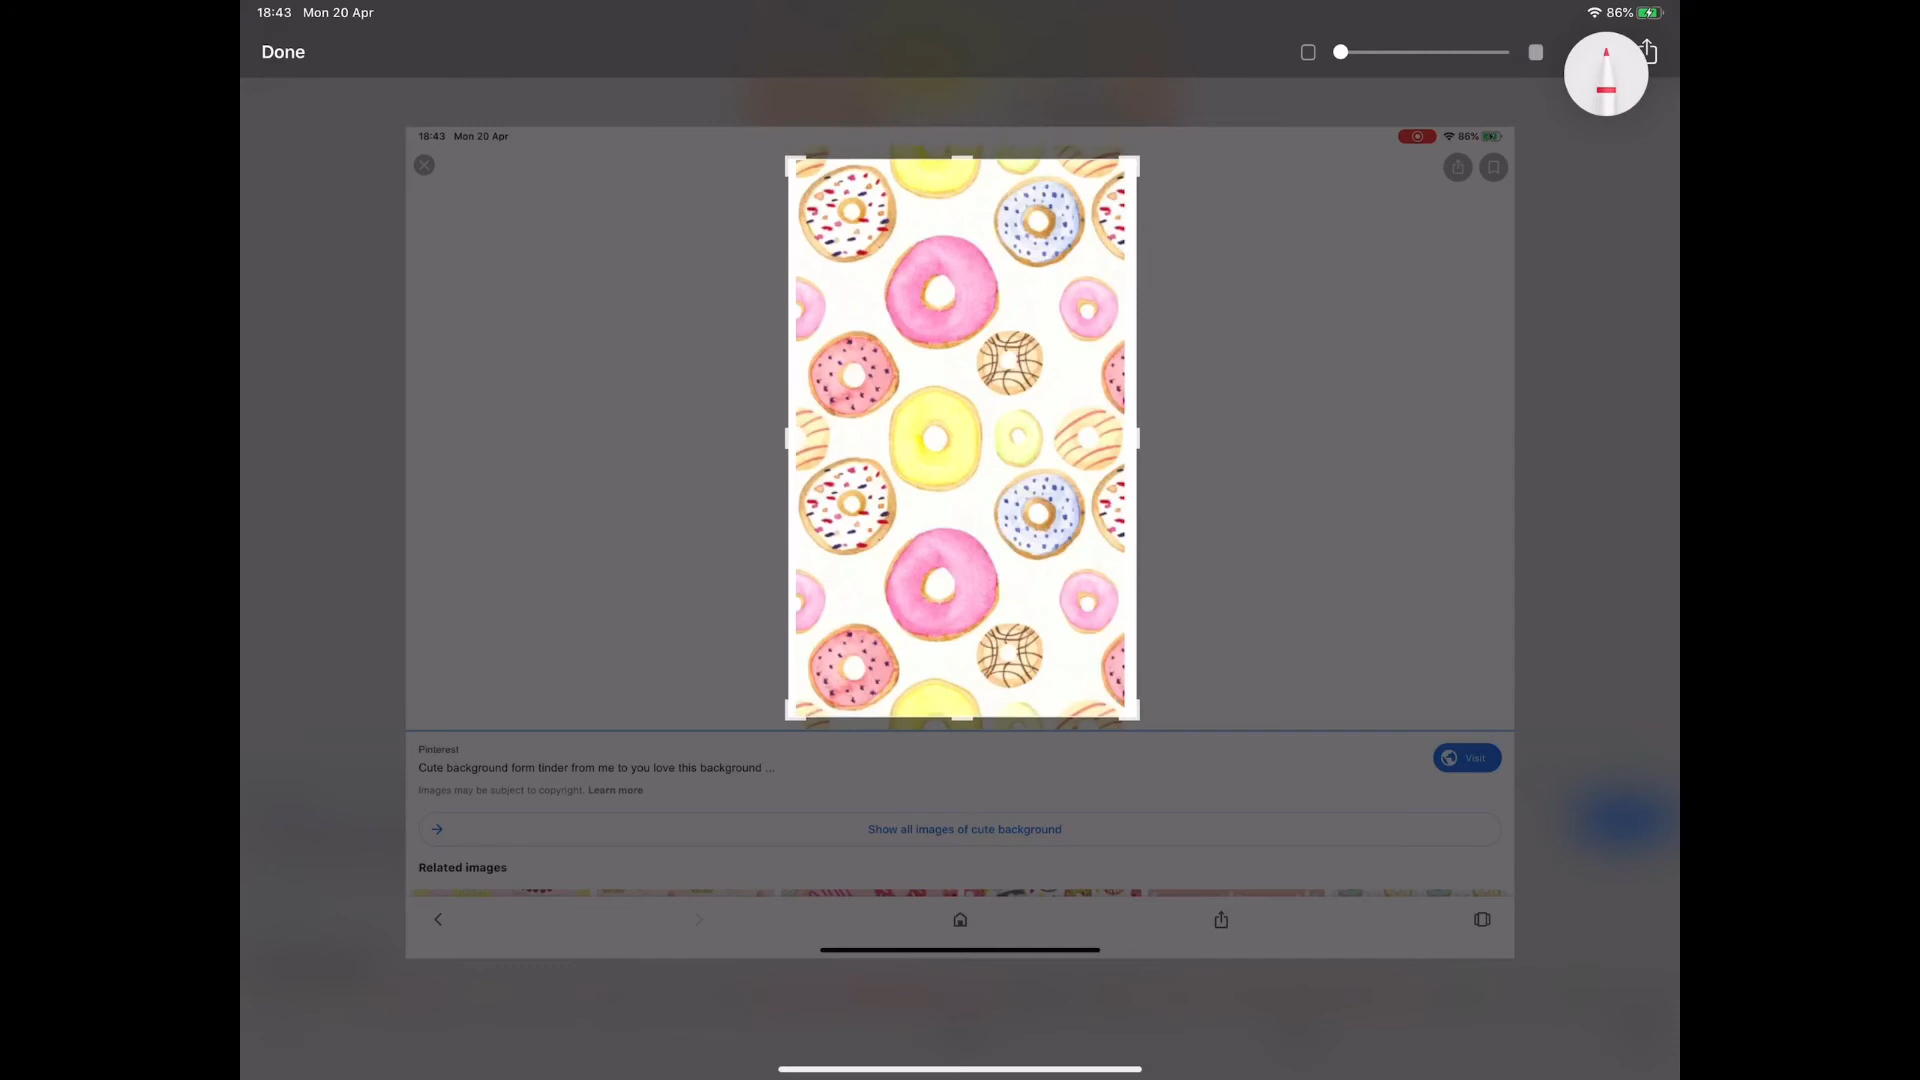 18:43 Mon 20 Apr
86%
Done
18:43 Mon 20 Apr
86%
Pinterest
Cute background form tinder from me to you love this background ...
Visit
Images may be subject to copyright. Learn more
Show all images of cute background
Related images